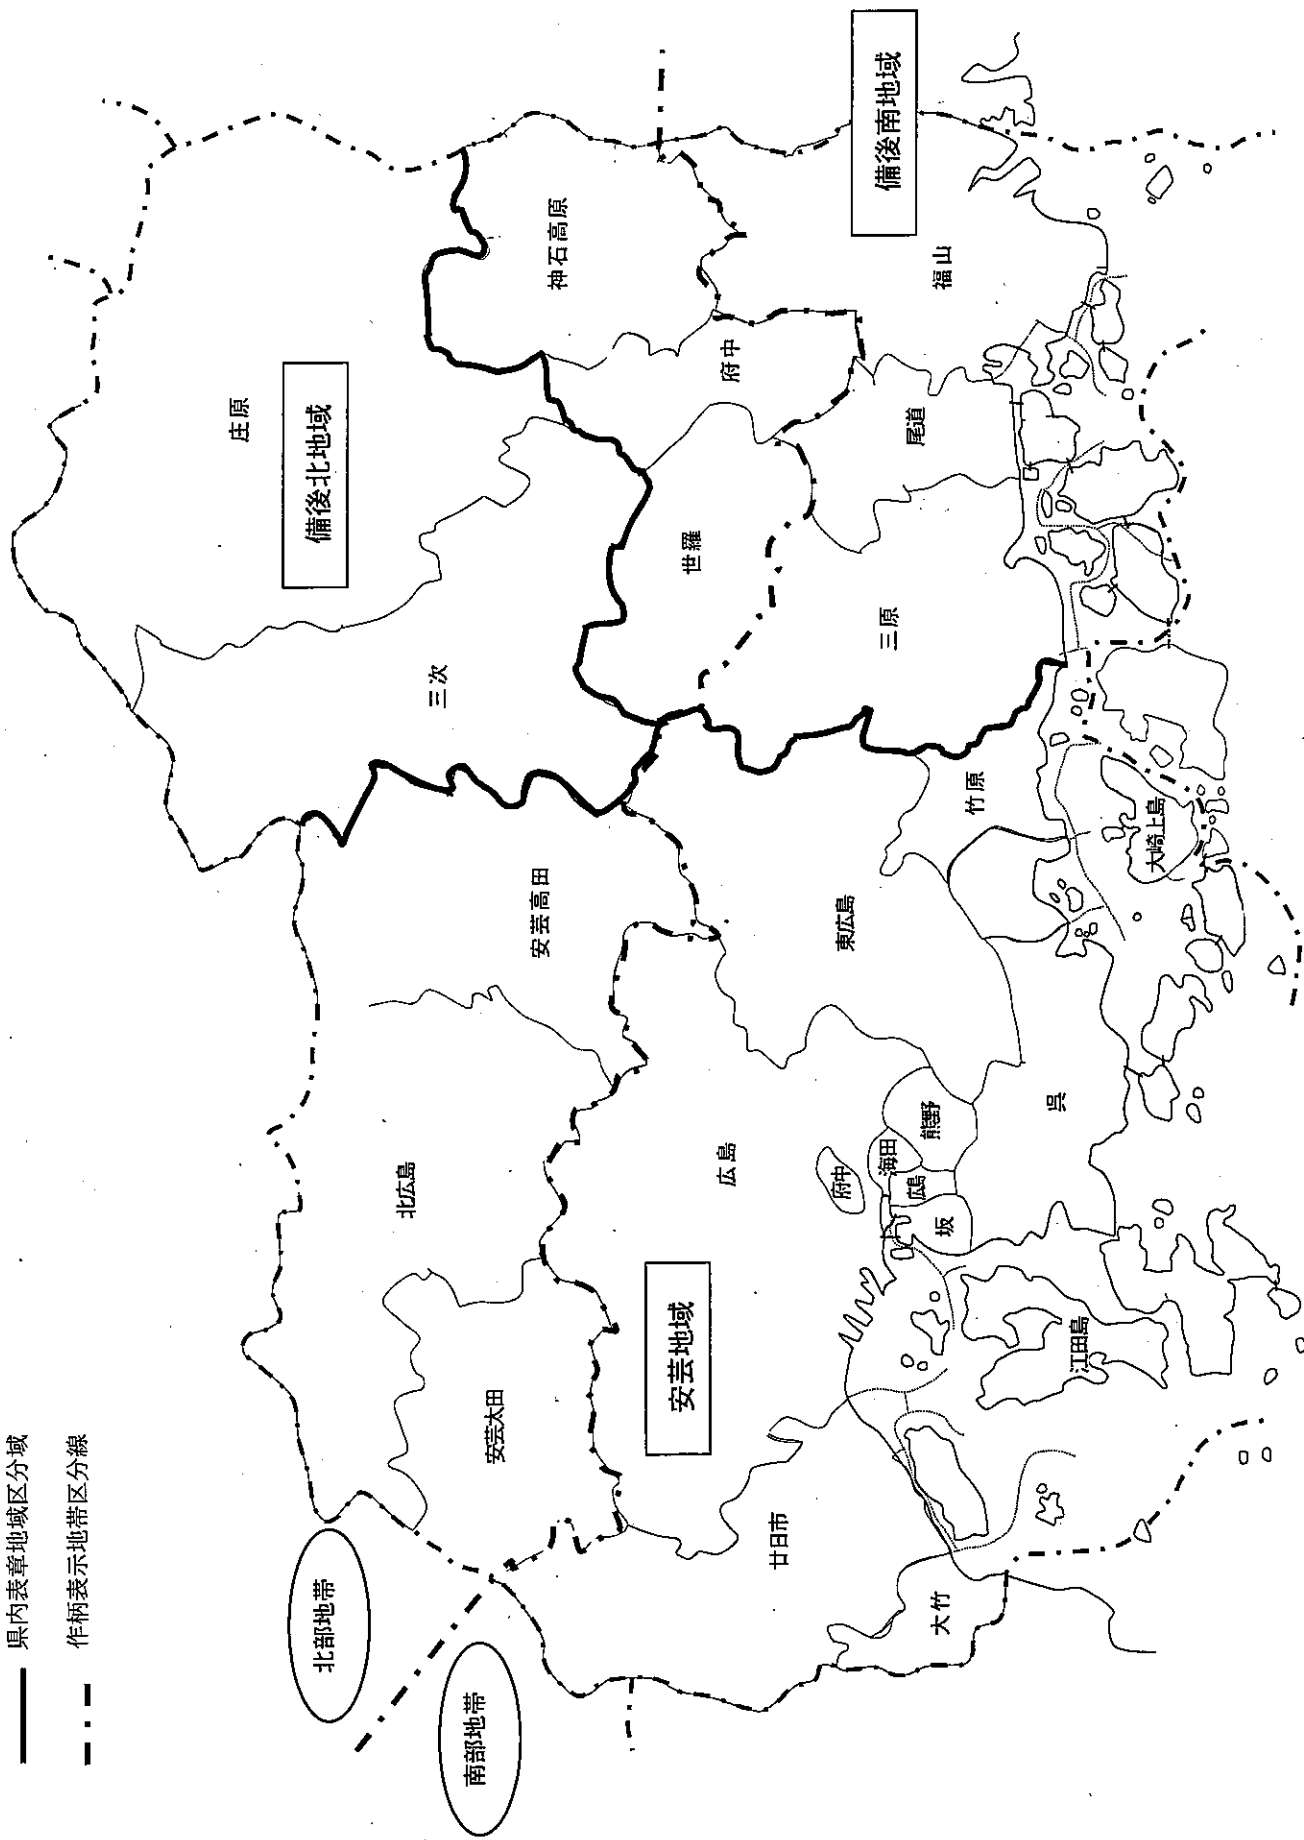 県内表章地域区分域
作柄表示地帯区分線
北部地帯
南部地帯
備後北地域
備後南地域
安芸地域
庄原
三次
神石高原
府中
世羅
福山
尾道
三原
竹原
東広島
大崎上島
安芸高田
北広島
安芸太田
広島
府中
海田
熊野
広島
坂
呉
江田島
廿日市
大竹